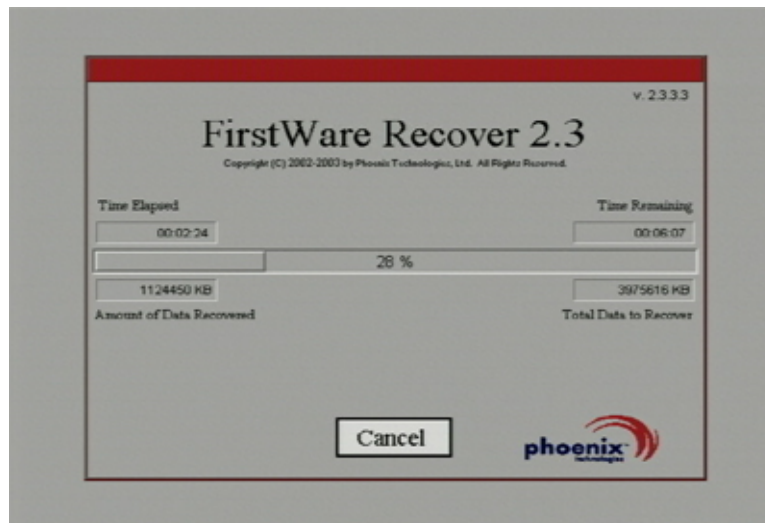 v. 2.3.3.3
FirstWare Recover 2.3
Copyright (C) 2002-2003 by Phoenix Technologies, Ltd. All Rights Reserved.
Time Elapsed Time Remaining
00:02:24 00:06:07
28 %
1124450 KB 3975616 KB
Amount of Data Recovered Total Data to Recover
Cancel
phoenix
technologies